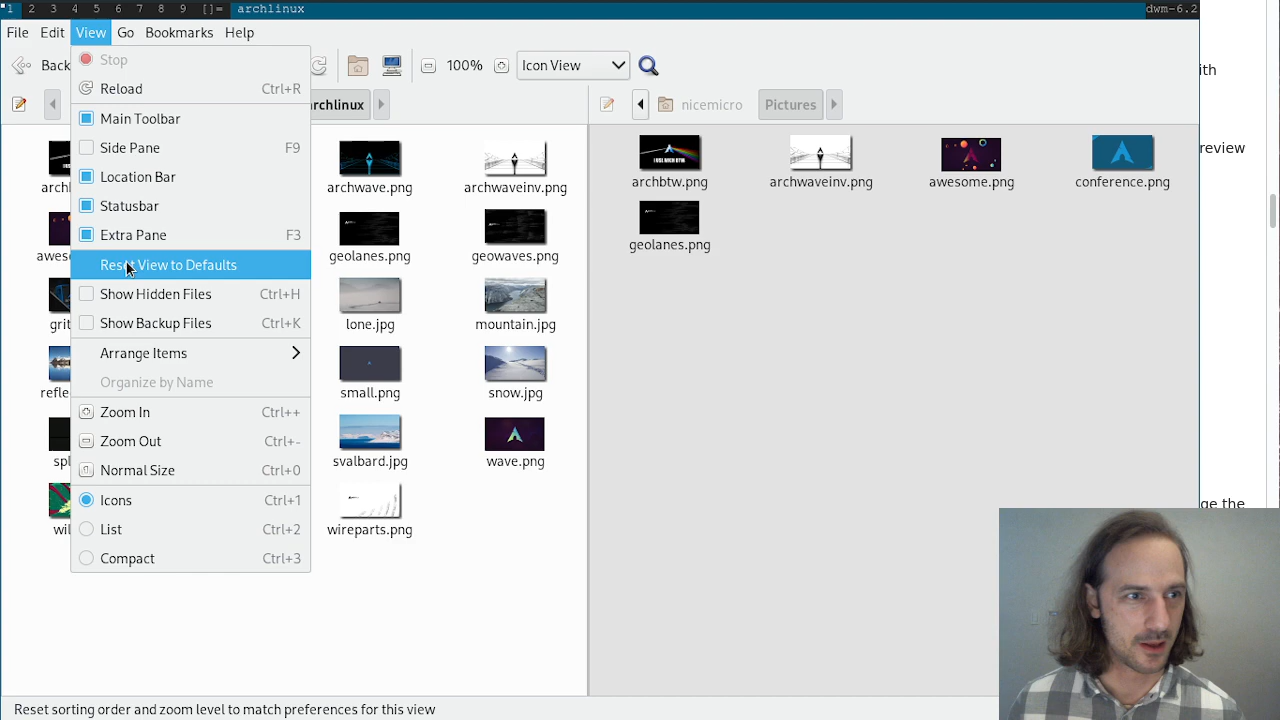 1 2 3 4 5 6 7 8 9 []= archlinux dwm-6.2
File Edit View Go Bookmarks Help
Back 100% Icon View
Stop
Reload Ctrl+R
Main Toolbar
Side Pane F9
Location Bar
Statusbar
Extra Pane F3
Reset View to Defaults
Show Hidden Files Ctrl+H
Show Backup Files Ctrl+K
Arrange Items
Organize by Name
Zoom In Ctrl++
Zoom Out Ctrl+-
Normal Size Ctrl+0
Icons Ctrl+1
List Ctrl+2
Compact Ctrl+3
archlinux
archwave.png archwaveinv.png
geolanes.png geowaves.png
lone.jpg mountain.jpg
small.png snow.jpg
svalbard.jpg wave.png
wireparts.png
nicemicro Pictures
I USE ARCH BTW
archbtw.png archwaveinv.png awesome.png conference.png
geolanes.png
ith
review
ge the
Reset sorting order and zoom level to match preferences for this view